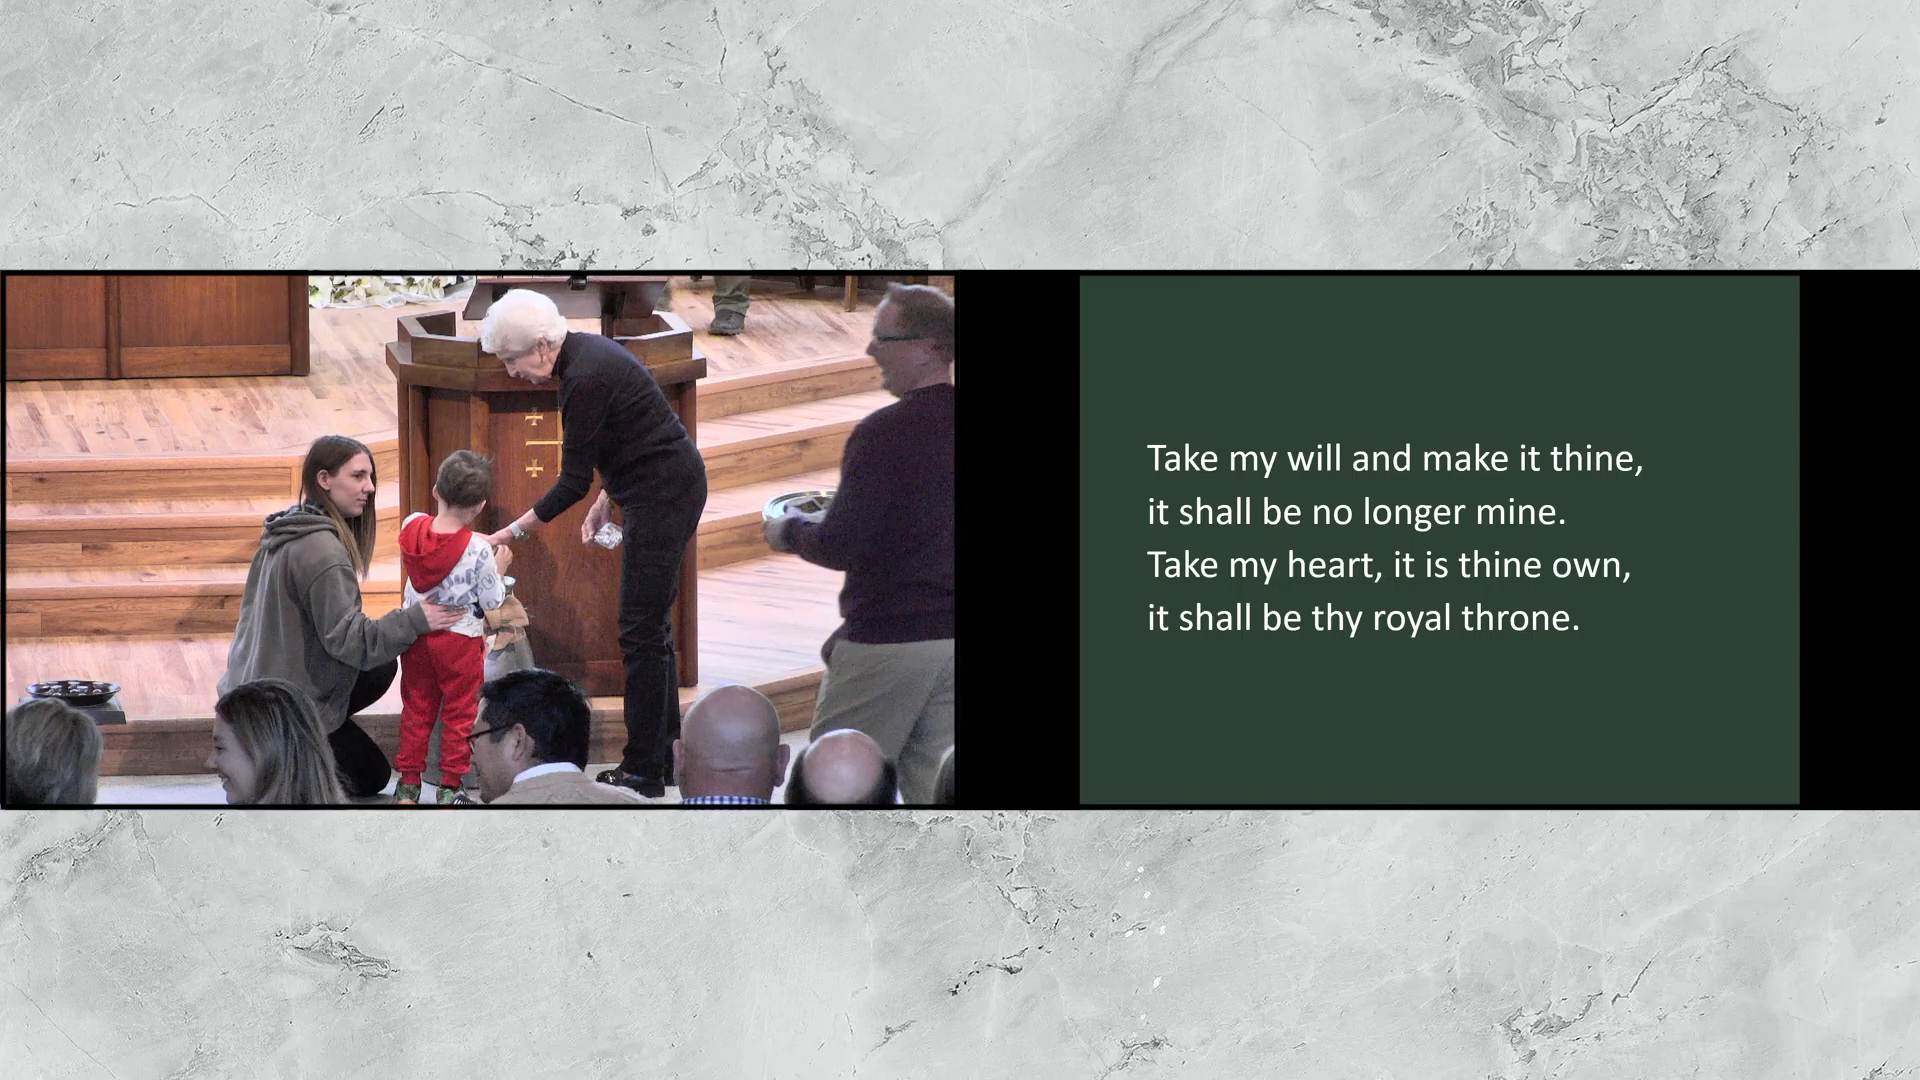 Take my will and make it thine,
it shall be no longer mine.
Take my heart, it is thine own,
it shall be thy royal throne.